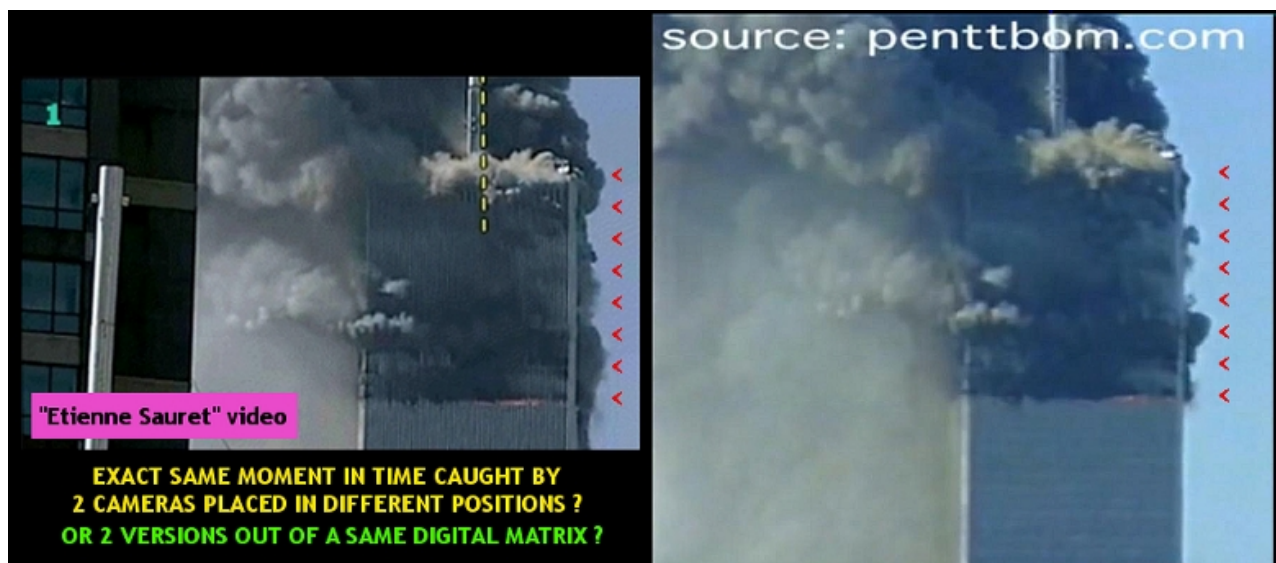 source: penttbom.com
1
"Etienne Sauret" video
EXACT SAME MOMENT IN TIME CAUGHT BY
2 CAMERAS PLACED IN DIFFERENT POSITIONS ?
OR 2 VERSIONS OUT OF A SAME DIGITAL MATRIX ?